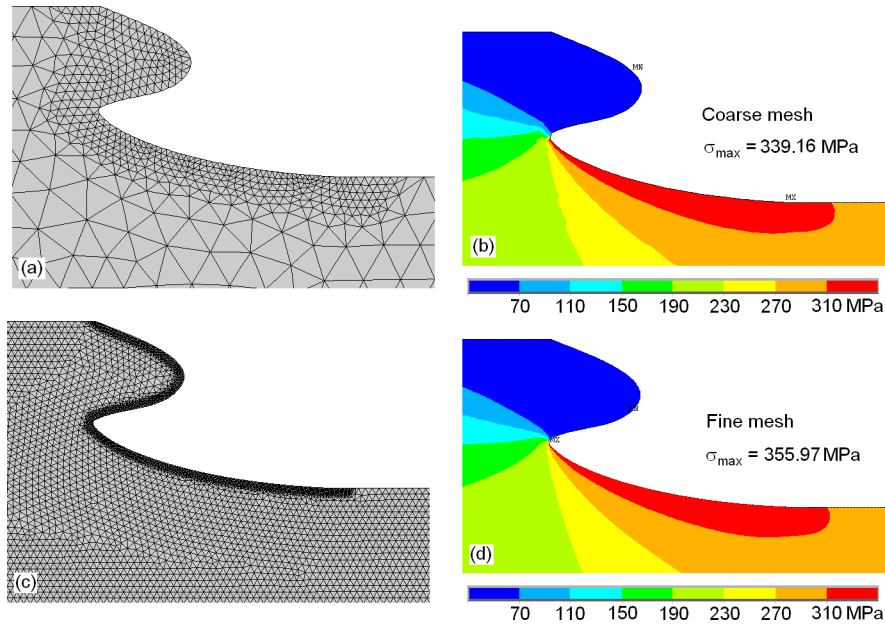 (a)
MN
Coarse mesh
σmax = 339.16 MPa
MX
(b)
70 110 150 190 230 270 310 MPa
(c)
MN
Fine mesh
σmax = 355.97 MPa
MX
(d)
70 110 150 190 230 270 310 MPa